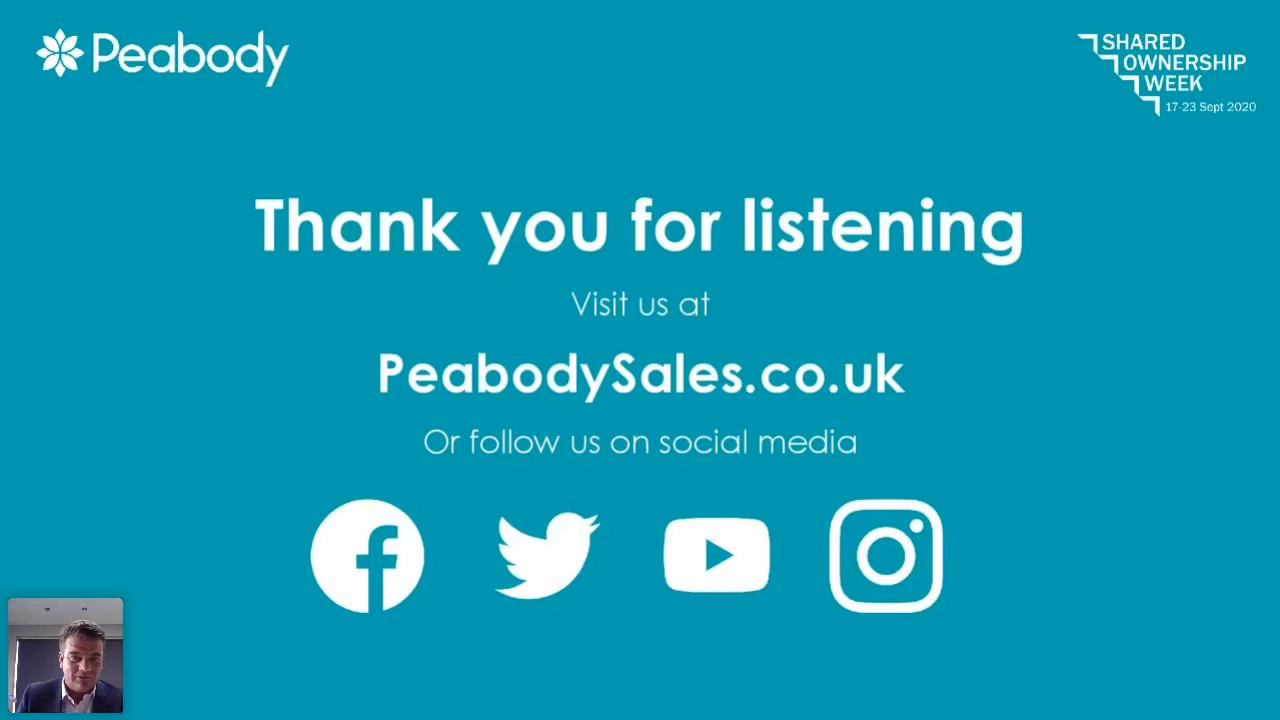 Peabody
SHARED
OWNERSHIP
WEEK
17-23 Sept 2020
Thank you for listening
Visit us at
PeabodySales.co.uk
Or follow us on social media